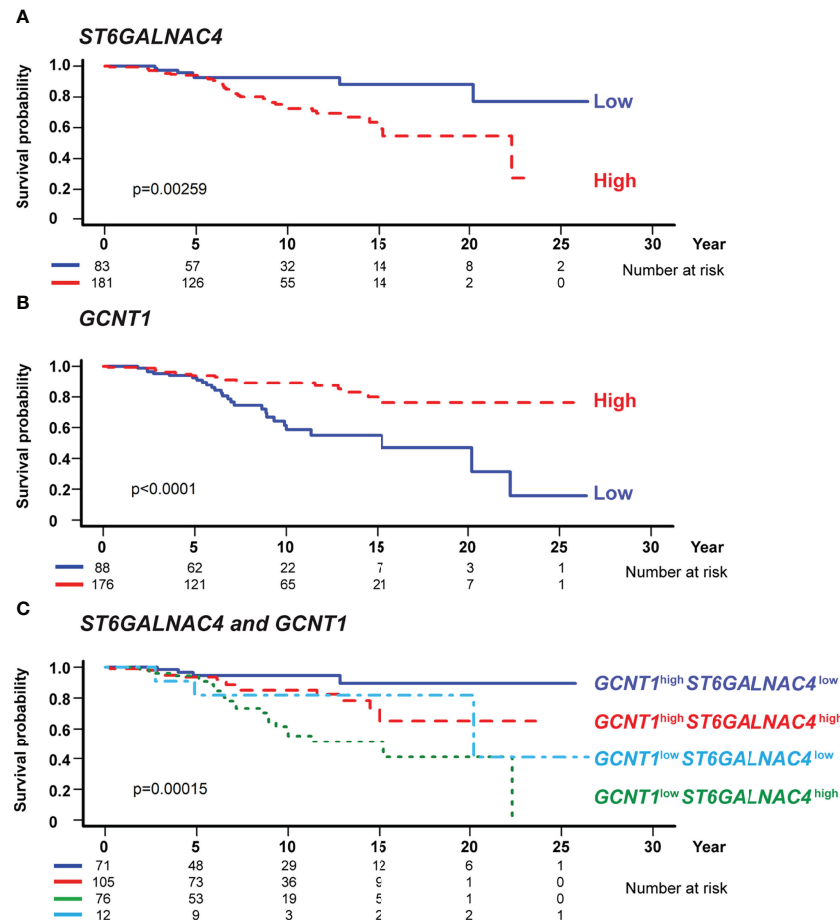 A
ST6GALNAC4
Survival probability
1.0
0.8
0.6
0.4
0.2
0
Low
High
p=0.00259
0 5 10 15 20 25 30 Year
83 57 32 14 8 2 Number at risk
181 126 55 14 2 0
B
GCNT1
Survival probability
1.0
0.8
0.6
0.4
0.2
0
High
Low
p<0.0001
0 5 10 15 20 25 30 Year
88 62 22 7 3 1 Number at risk
176 121 65 21 7 1
C
ST6GALNAC4 and GCNT1
Survival probability
1.0
0.8
0.6
0.4
0.2
0
GCNT1high ST6GALNAC4low
GCNT1high ST6GALNAC4high
GCNT1low ST6GALNAC4low
GCNT1low ST6GALNAC4high
p=0.00015
0 5 10 15 20 25 30 Year
71 48 29 12 6 1
105 73 36 9 1 0
76 53 19 5 1 0 Number at risk
12 9 3 2 2 1